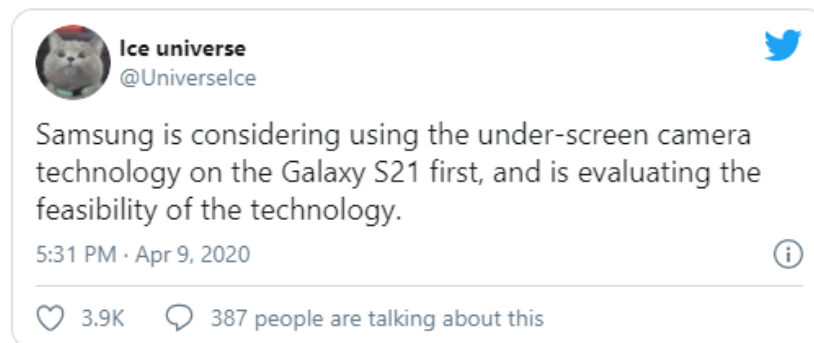 Ice universe
@UniverseIce
Samsung is considering using the under-screen camera
technology on the Galaxy S21 first, and is evaluating the
feasibility of the technology.
5:31 PM · Apr 9, 2020
3.9K 387 people are talking about this